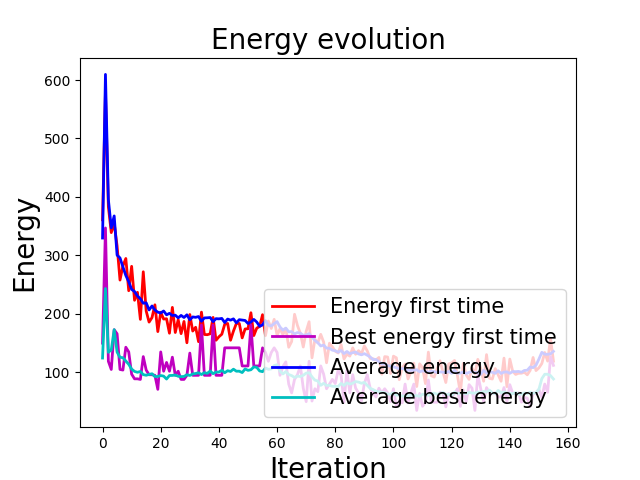 Energy evolution
Energy
600
500
400
300
200
100
0
20
40
60
80
100
120
140
160
Iteration
Energy first time
Best energy first time
Average energy
Average best energy